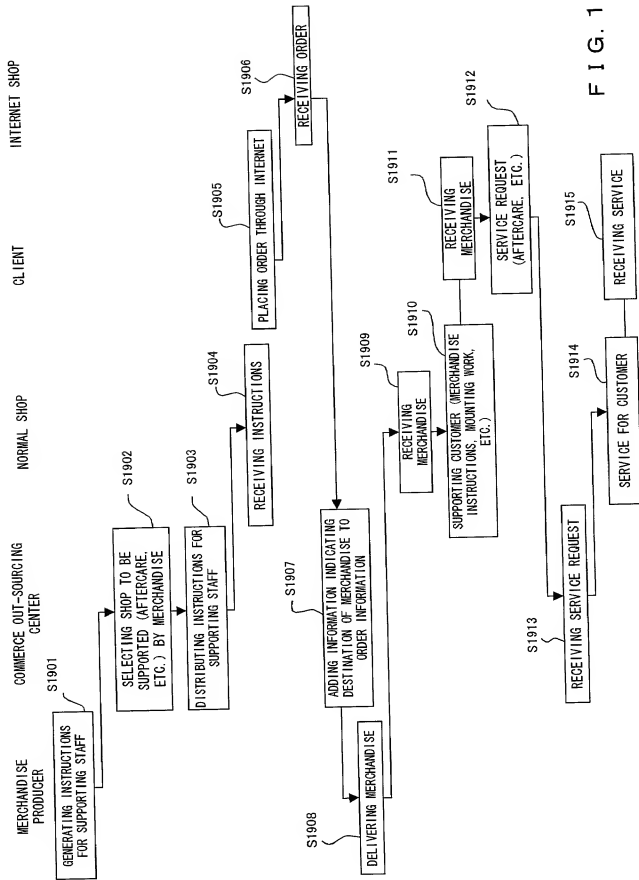 MERCHANDISE
PRODUCER
COMMERCE OUT-SOURCING
CENTER
NORMAL SHOP
CLIENT
INTERNET SHOP
S1901
GENERATING INSTRUCTIONS
FOR SUPPORTING STAFF
S1902
SELECTING SHOP TO BE
SUPPORTED (AFTERCARE,
ETC.) BY MERCHANDISE
S1903
DISTRIBUTING INSTRUCTIONS FOR
SUPPORTING STAFF
S1904
RECEIVING INSTRUCTIONS
S1905
PLACING ORDER THROUGH INTERNET
S1906
RECEIVING ORDER
S1907
ADDING INFORMATION INDICATING
DESTINATION OF MERCHANDISE TO
ORDER INFORMATION
S1908
DELIVERING MERCHANDISE
S1909
RECEIVING
MERCHANDISE
S1910
SUPPORTING CUSTOMER (MERCHANDISE
INSTRUCTIONS, MOUNTING WORK,
ETC.)
S1911
RECEIVING
MERCHANDISE
S1912
SERVICE REQUEST
(AFTERCARE, ETC.)
S1913
RECEIVING SERVICE REQUEST
S1914
SERVICE FOR CUSTOMER
S1915
RECEIVING SERVICE
FIG. 1